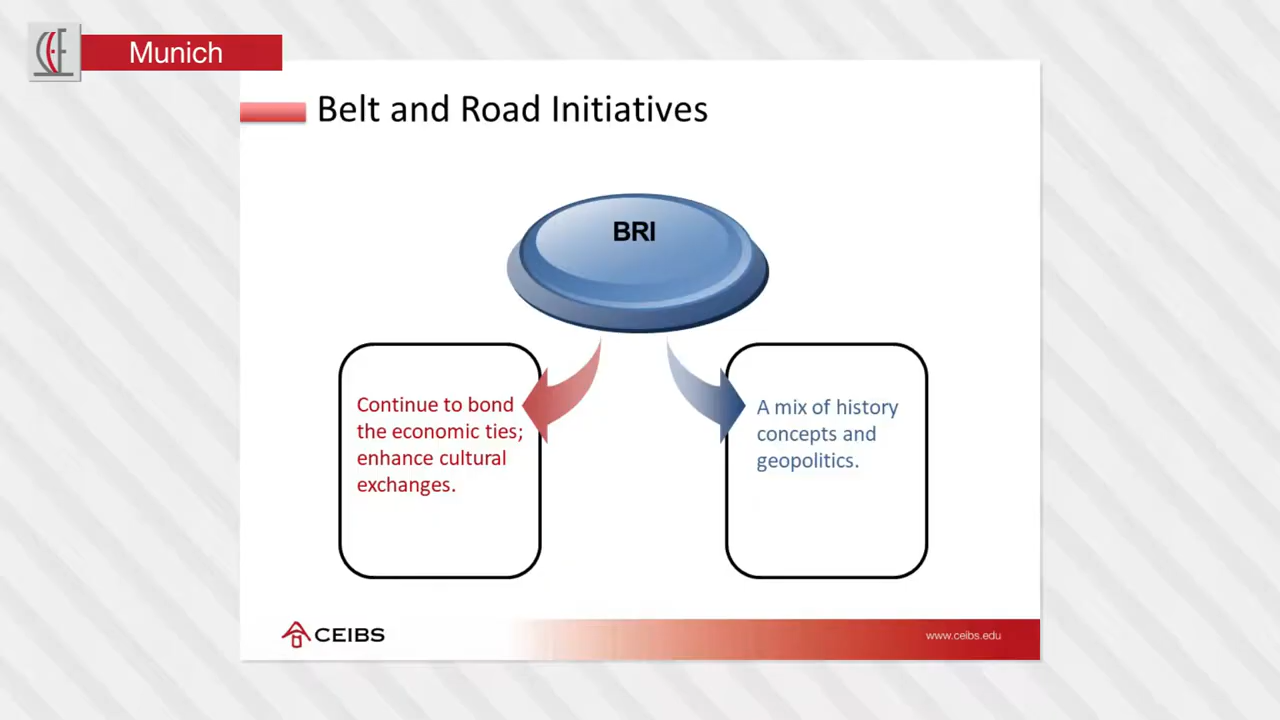 Munich
Belt and Road Initiatives
BRI
Continue to bond
the economic ties;
enhance cultural
exchanges.
A mix of history
concepts and
geopolitics.
CEIBS
www.ceibs.edu